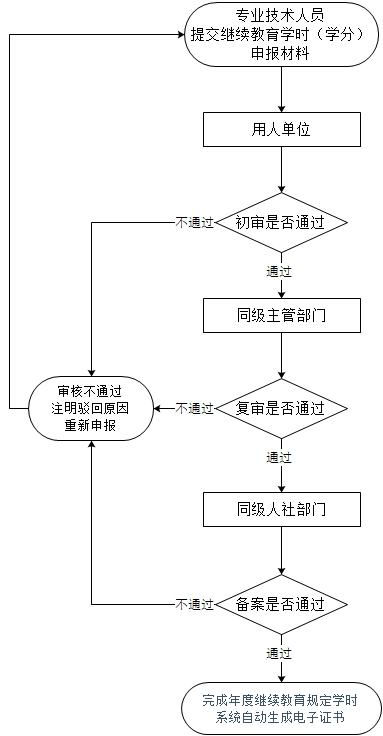 专业技术人员
提交继续教育学时（学分）
申报材料
用人单位
不通过
初审是否通过
通过
同级主管部门
审核不通过
注明驳回原因
重新申报
不通过
复审是否通过
通过
同级人社部门
不通过
备案是否通过
通过
完成年度继续教育规定学时
系统自动生成电子证书